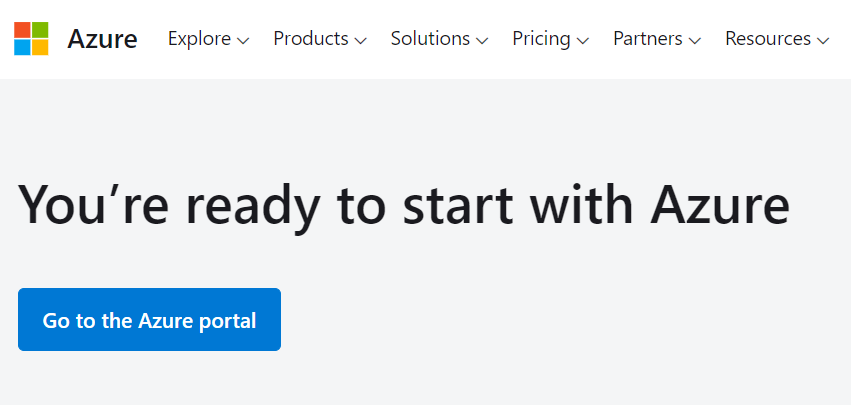 Azure Explore Products Solutions Pricing Partners Resources
You’re ready to start with Azure
Go to the Azure portal